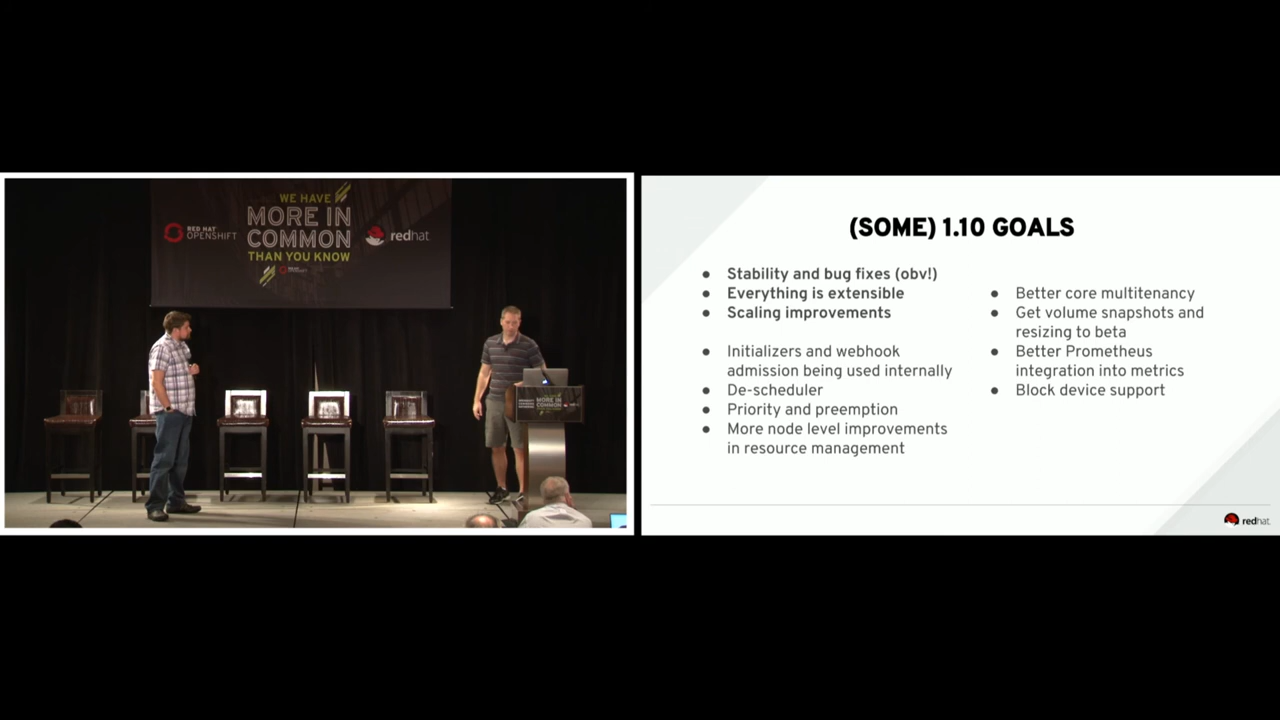 WE HAVE
MORE IN
COMMON
THAN YOU KNOW
RED HAT
OPENSHIFT
redhat
MORE IN
COMMON
(SOME) 1.10 GOALS
● Stability and bug fixes (obv!)
● Everything is extensible
● Scaling improvements
● Initializers and webhook
admission being used internally
● De-scheduler
● Priority and preemption
● More node level improvements
in resource management
● Better core multitenancy
● Get volume snapshots and
resizing to beta
● Better Prometheus
integration into metrics
● Block device support
redhat